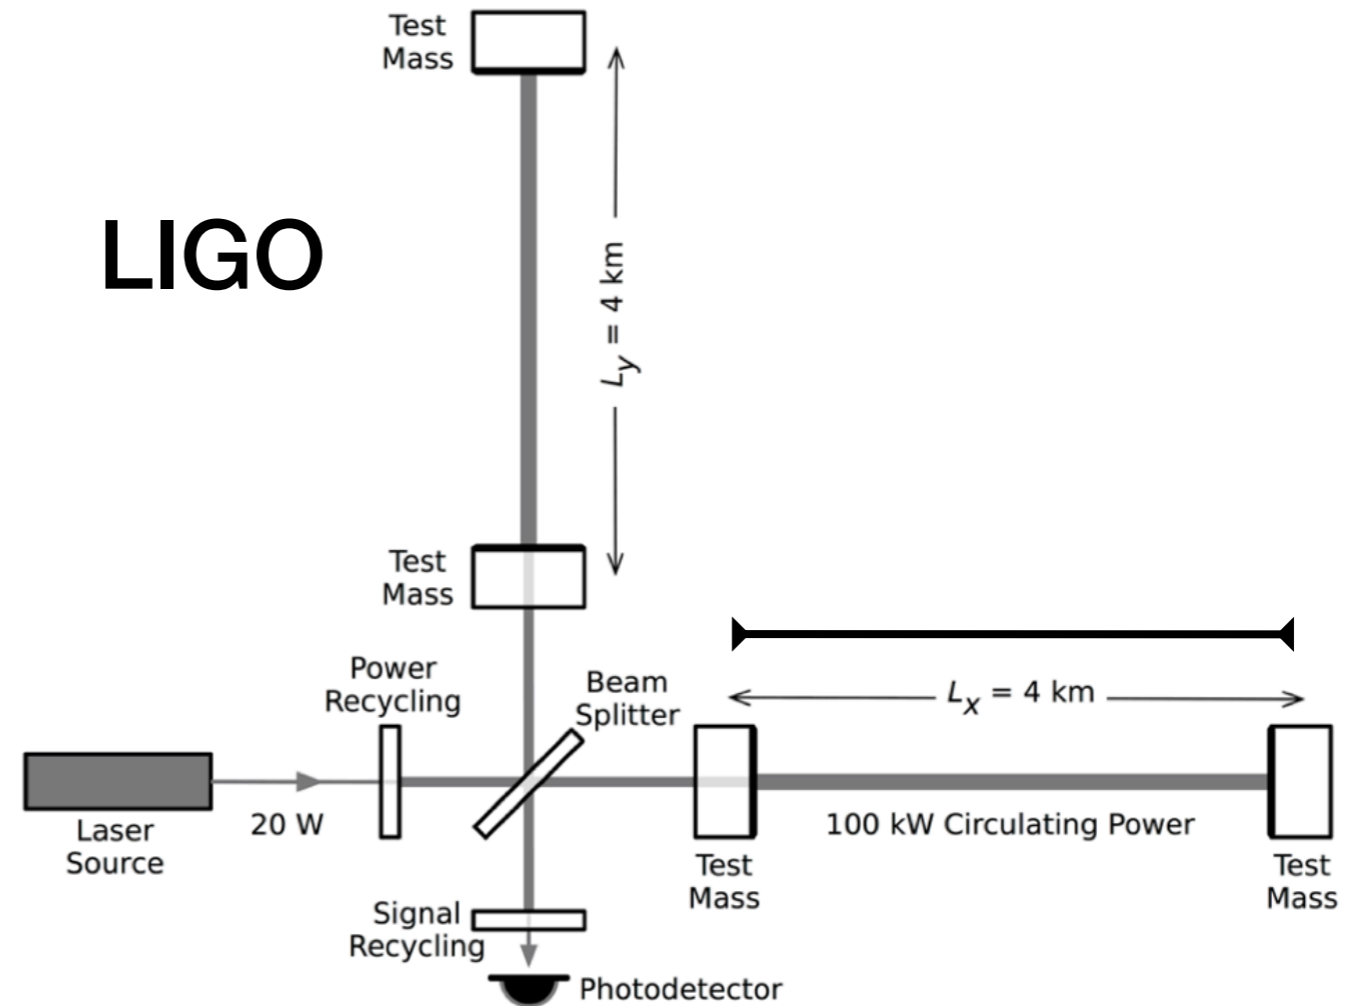 Test
Mass
LIGO
Ly = 4 km
Test
Mass
Power
Recycling
Beam
Splitter
Lx = 4 km
20 W
100 kW Circulating Power
Laser
Source
Test
Mass
Test
Mass
Signal
Recycling
Photodetector